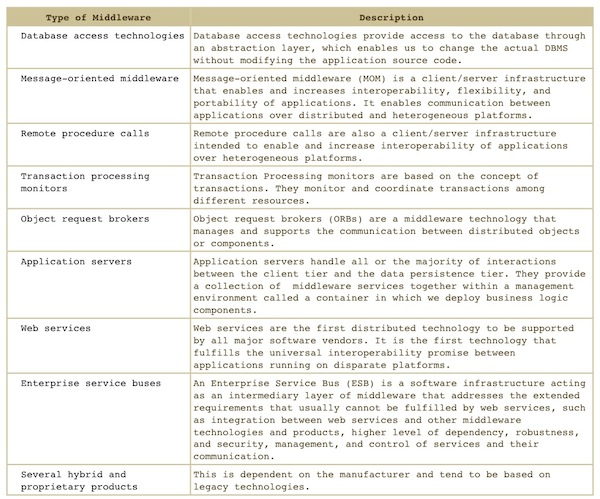 Type of Middleware Description
Database access technologies Database access technologies provide access to the database through
an abstraction layer, which enables us to change the actual DBMS
without modifying the application source code.
Message-oriented middleware Message-oriented middleware (MOM) is a client/server infrastructure
that enables and increases interoperability, flexibility, and
portability of applications. It enables communication between
applications over distributed and heterogeneous platforms.
Remote procedure calls Remote procedure calls are also a client/server infrastructure
intended to enable and increase interoperability of applications
over heterogeneous platforms.
Transaction processing Transaction Processing monitors are based on the concept of
monitors transactions. They monitor and coordinate transactions among
different resources.
Object request brokers Object request brokers (ORBs) are a middleware technology that
manages and supports the communication between distributed objects
or components.
Application servers Application servers handle all or the majority of interactions
between the client tier and the data persistence tier. They provide
a collection of middleware services together within a management
environment called a container in which we deploy business logic
components.
Web services Web services are the first distributed technology to be supported
by all major software vendors. It is the first technology that
fulfills the universal interoperability promise between
applications running on disparate platforms.
Enterprise service buses An Enterprise Service Bus (ESB) is a software infrastructure acting
as an intermediary layer of middleware that addresses the extended
requirements that usually cannot be fulfilled by web services, such
as integration between web services and other middleware
technologies and products, higher level of dependency, robustness,
and security, management, and control of services and their
communication.
Several hybrid and This is dependent on the manufacturer and tend to be based on
proprietary products legacy technologies.